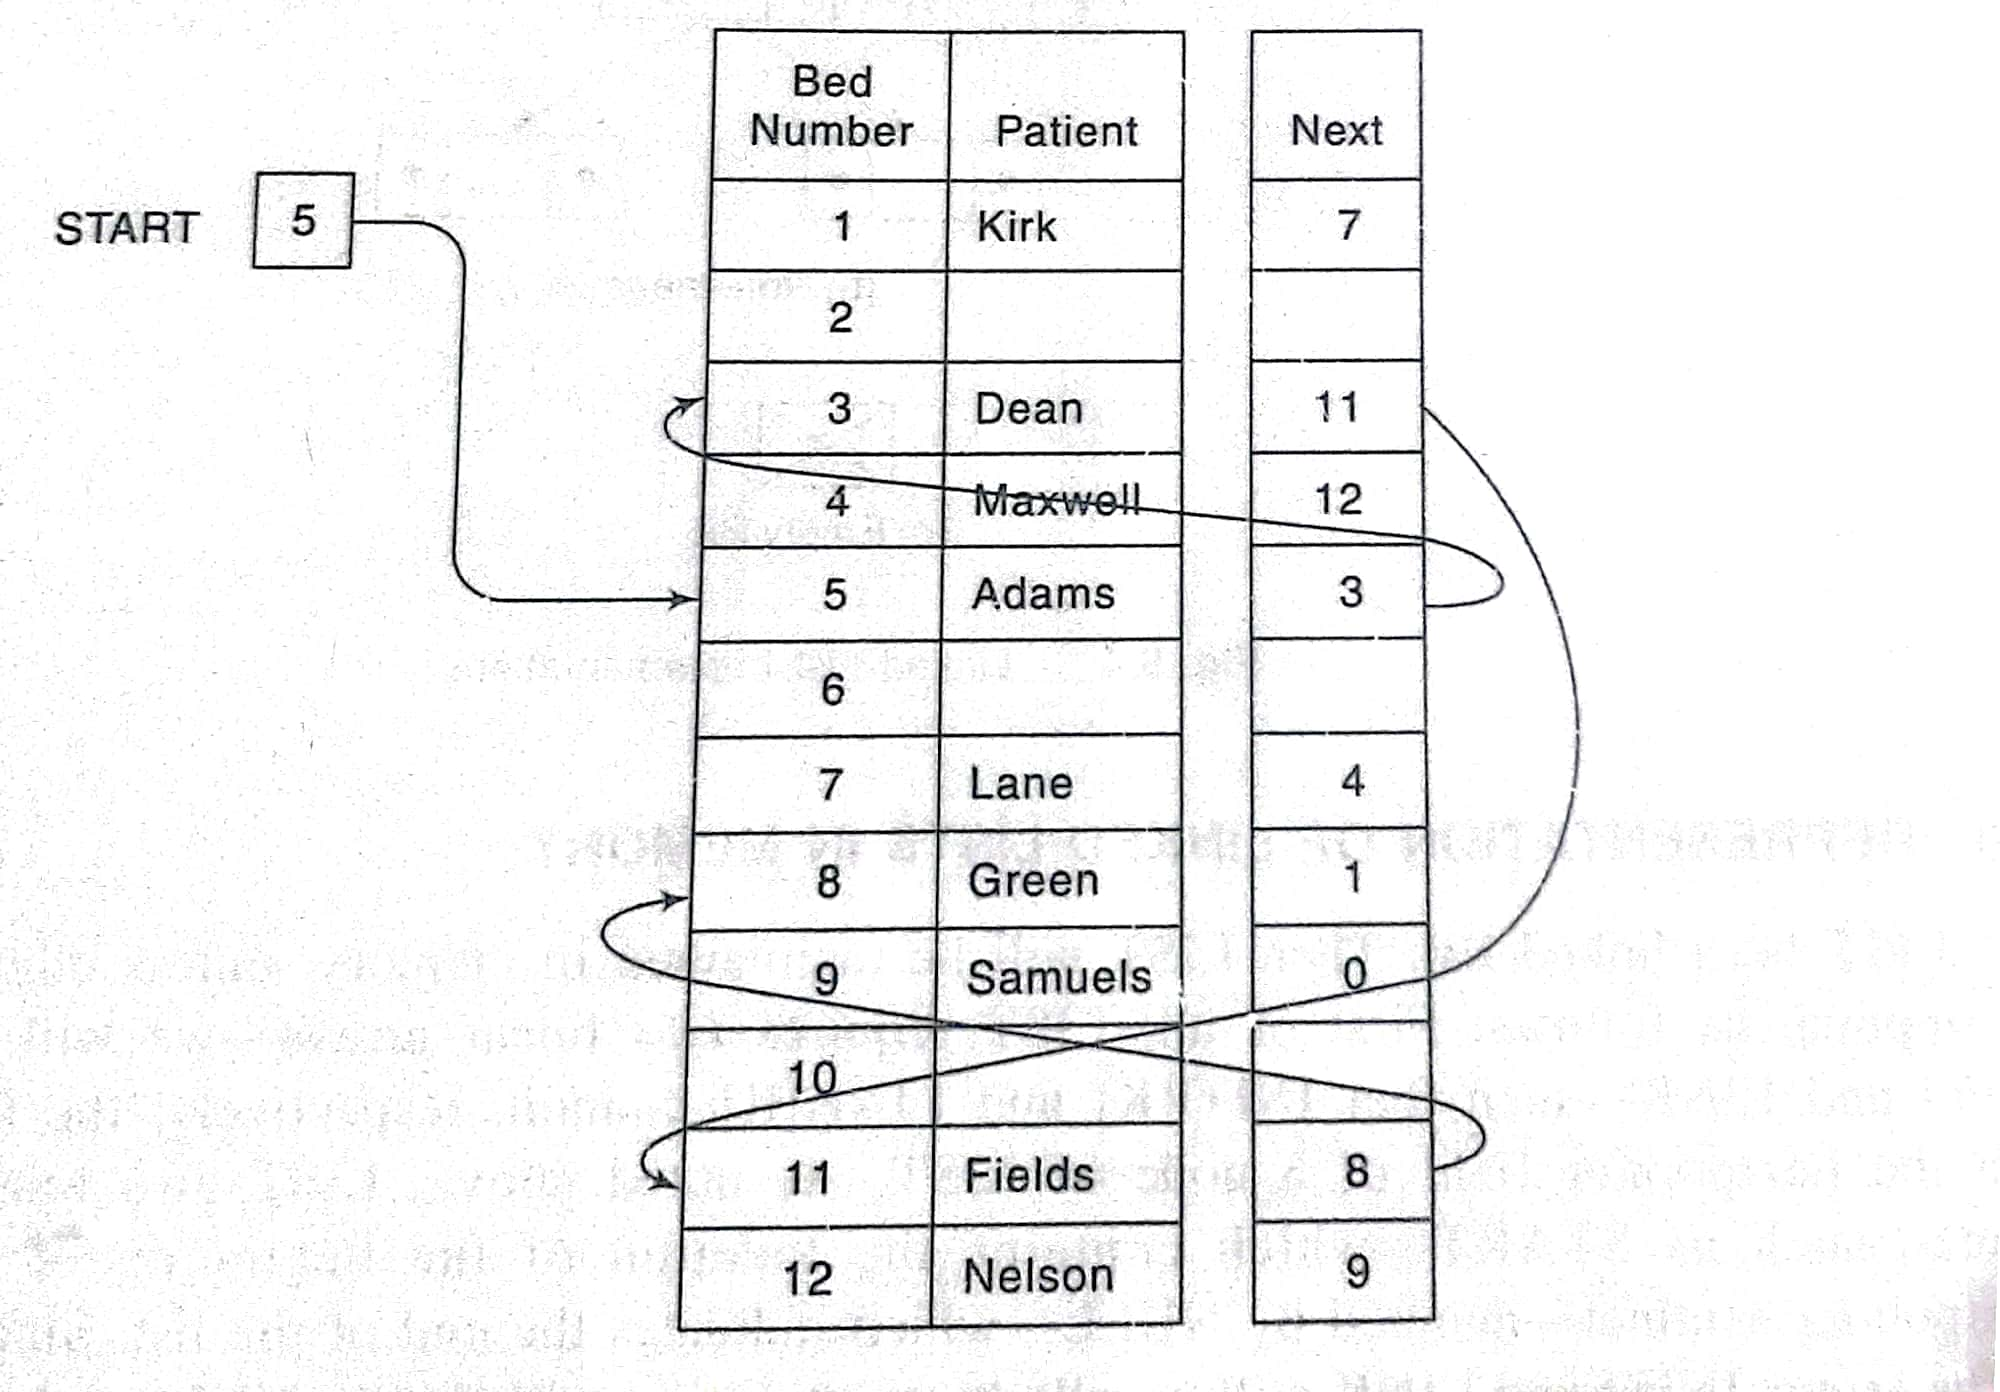 Bed
Number Patient Next
START 5
1 Kirk 7
2
3 Dean 11
4 Maxwell 12
5 Adams 3
6
7 Lane 4
8 Green 1
9 Samuels 0
10
11 Fields 8
12 Nelson 9